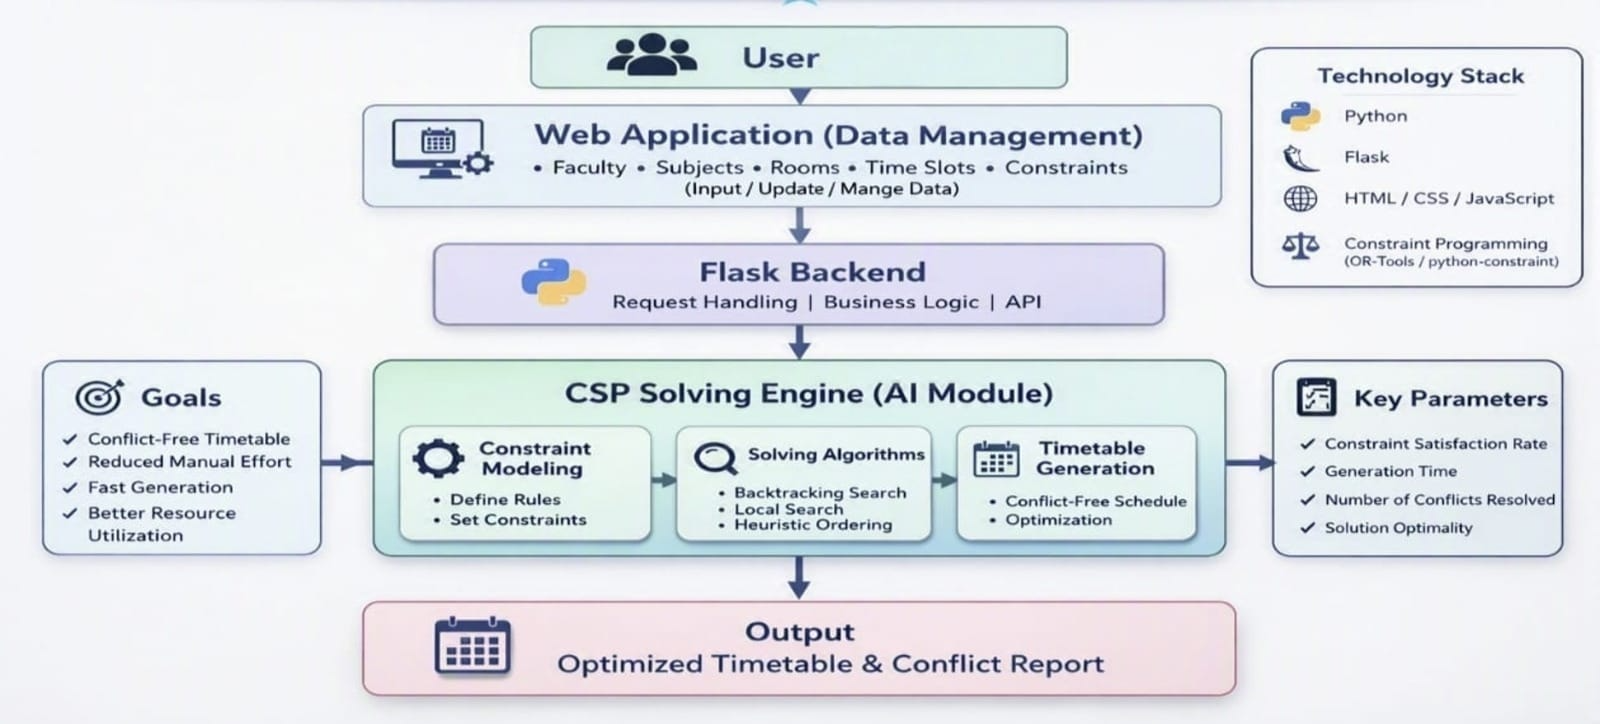 User
Web Application (Data Management)
• Faculty • Subjects • Rooms • Time Slots • Constraints
(Input / Update / Mange Data)
Technology Stack
Python
Flask
HTML / CSS / JavaScript
Constraint Programming
(OR-Tools / python-constraint)
Flask Backend
Request Handling | Business Logic | API
Goals
✓ Conflict-Free Timetable
✓ Reduced Manual Effort
✓ Fast Generation
✓ Better Resource
Utilization
CSP Solving Engine (AI Module)
Constraint
Modeling
• Define Rules
• Set Constraints
Solving Algorithms
• Backtracking Search
• Local Search
• Heuristic Ordering
Timetable
Generation
• Conflict-Free Schedule
• Optimization
Key Parameters
✓ Constraint Satisfaction Rate
✓ Generation Time
✓ Number of Conflicts Resolved
✓ Solution Optimality
Output
Optimized Timetable & Conflict Report